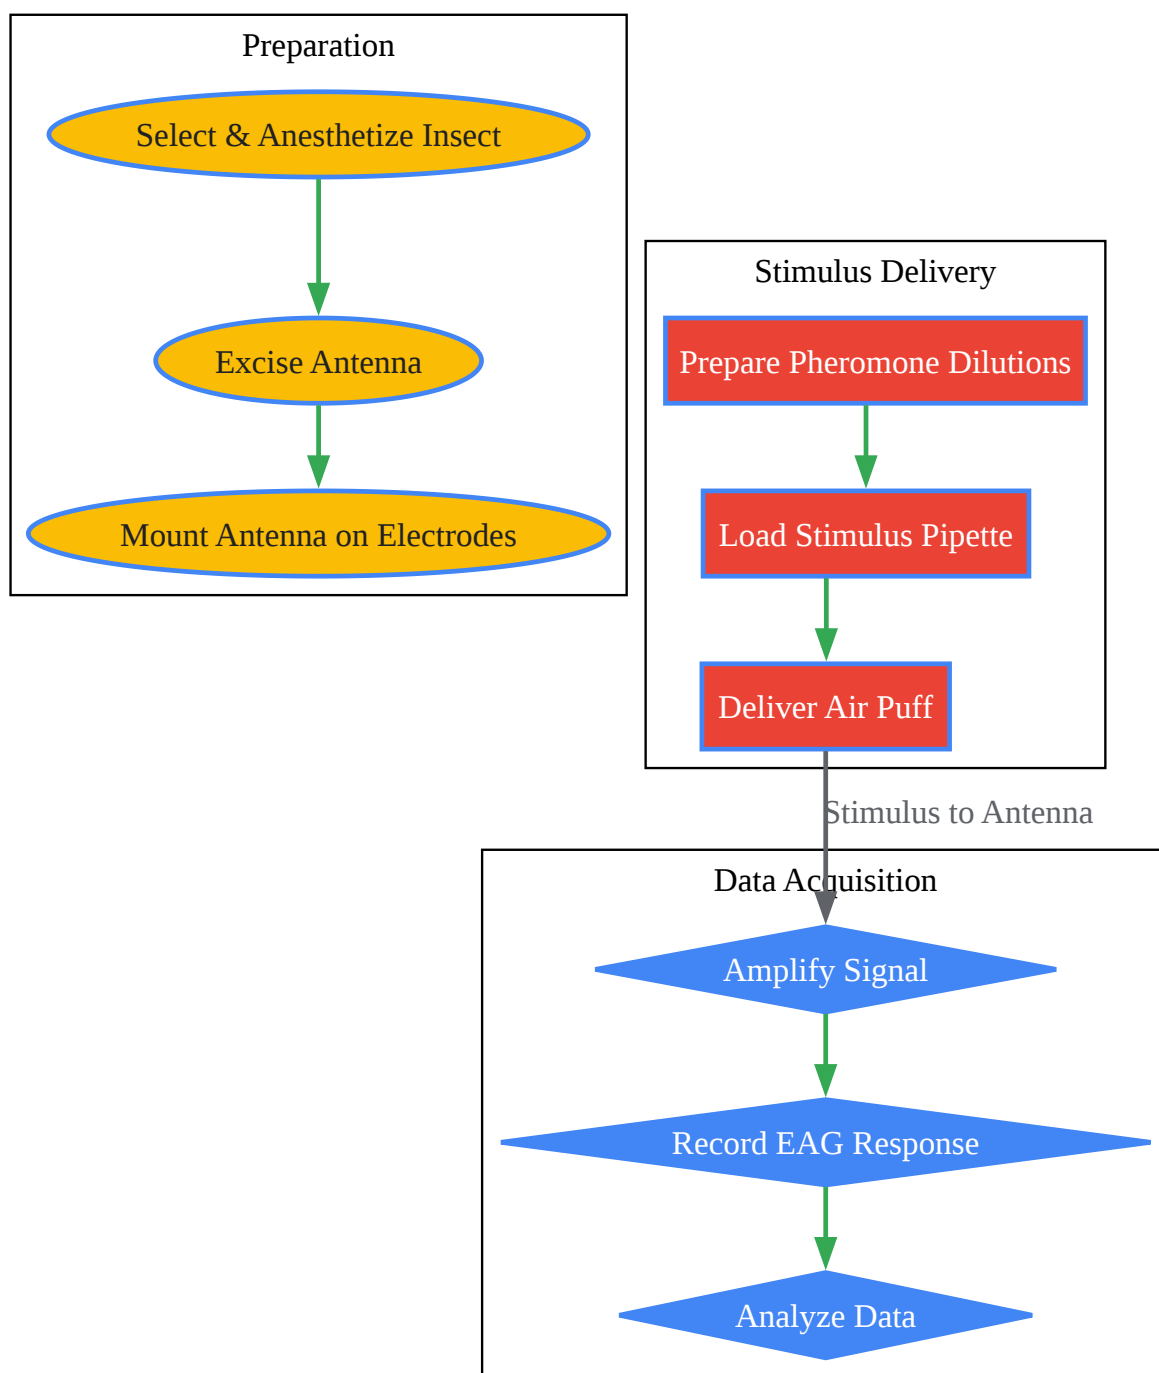 Preparation
Select & Anesthetize Insect
Excise Antenna
Mount Antenna on Electrodes
Stimulus Delivery
Prepare Pheromone Dilutions
Load Stimulus Pipette
Deliver Air Puff
Stimulus to Antenna
Data Acquisition
Amplify Signal
Record EAG Response
Analyze Data